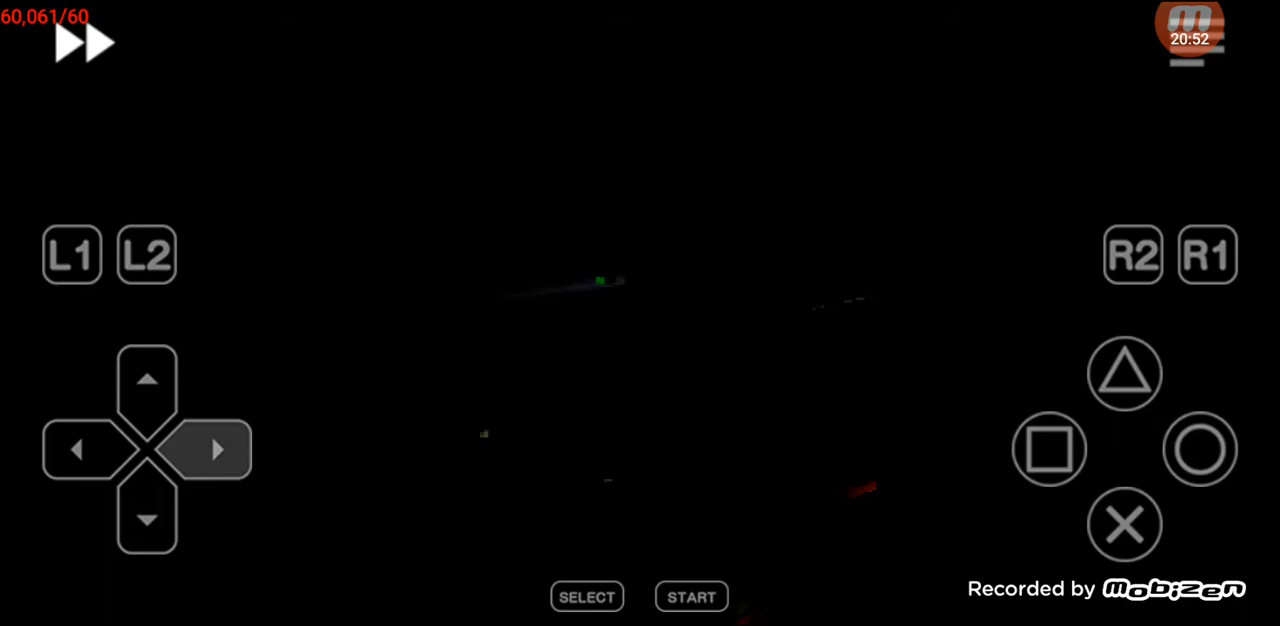 60,061/60
20:52
L1 L2
R2 R1
SELECT START
Recorded by mobizen